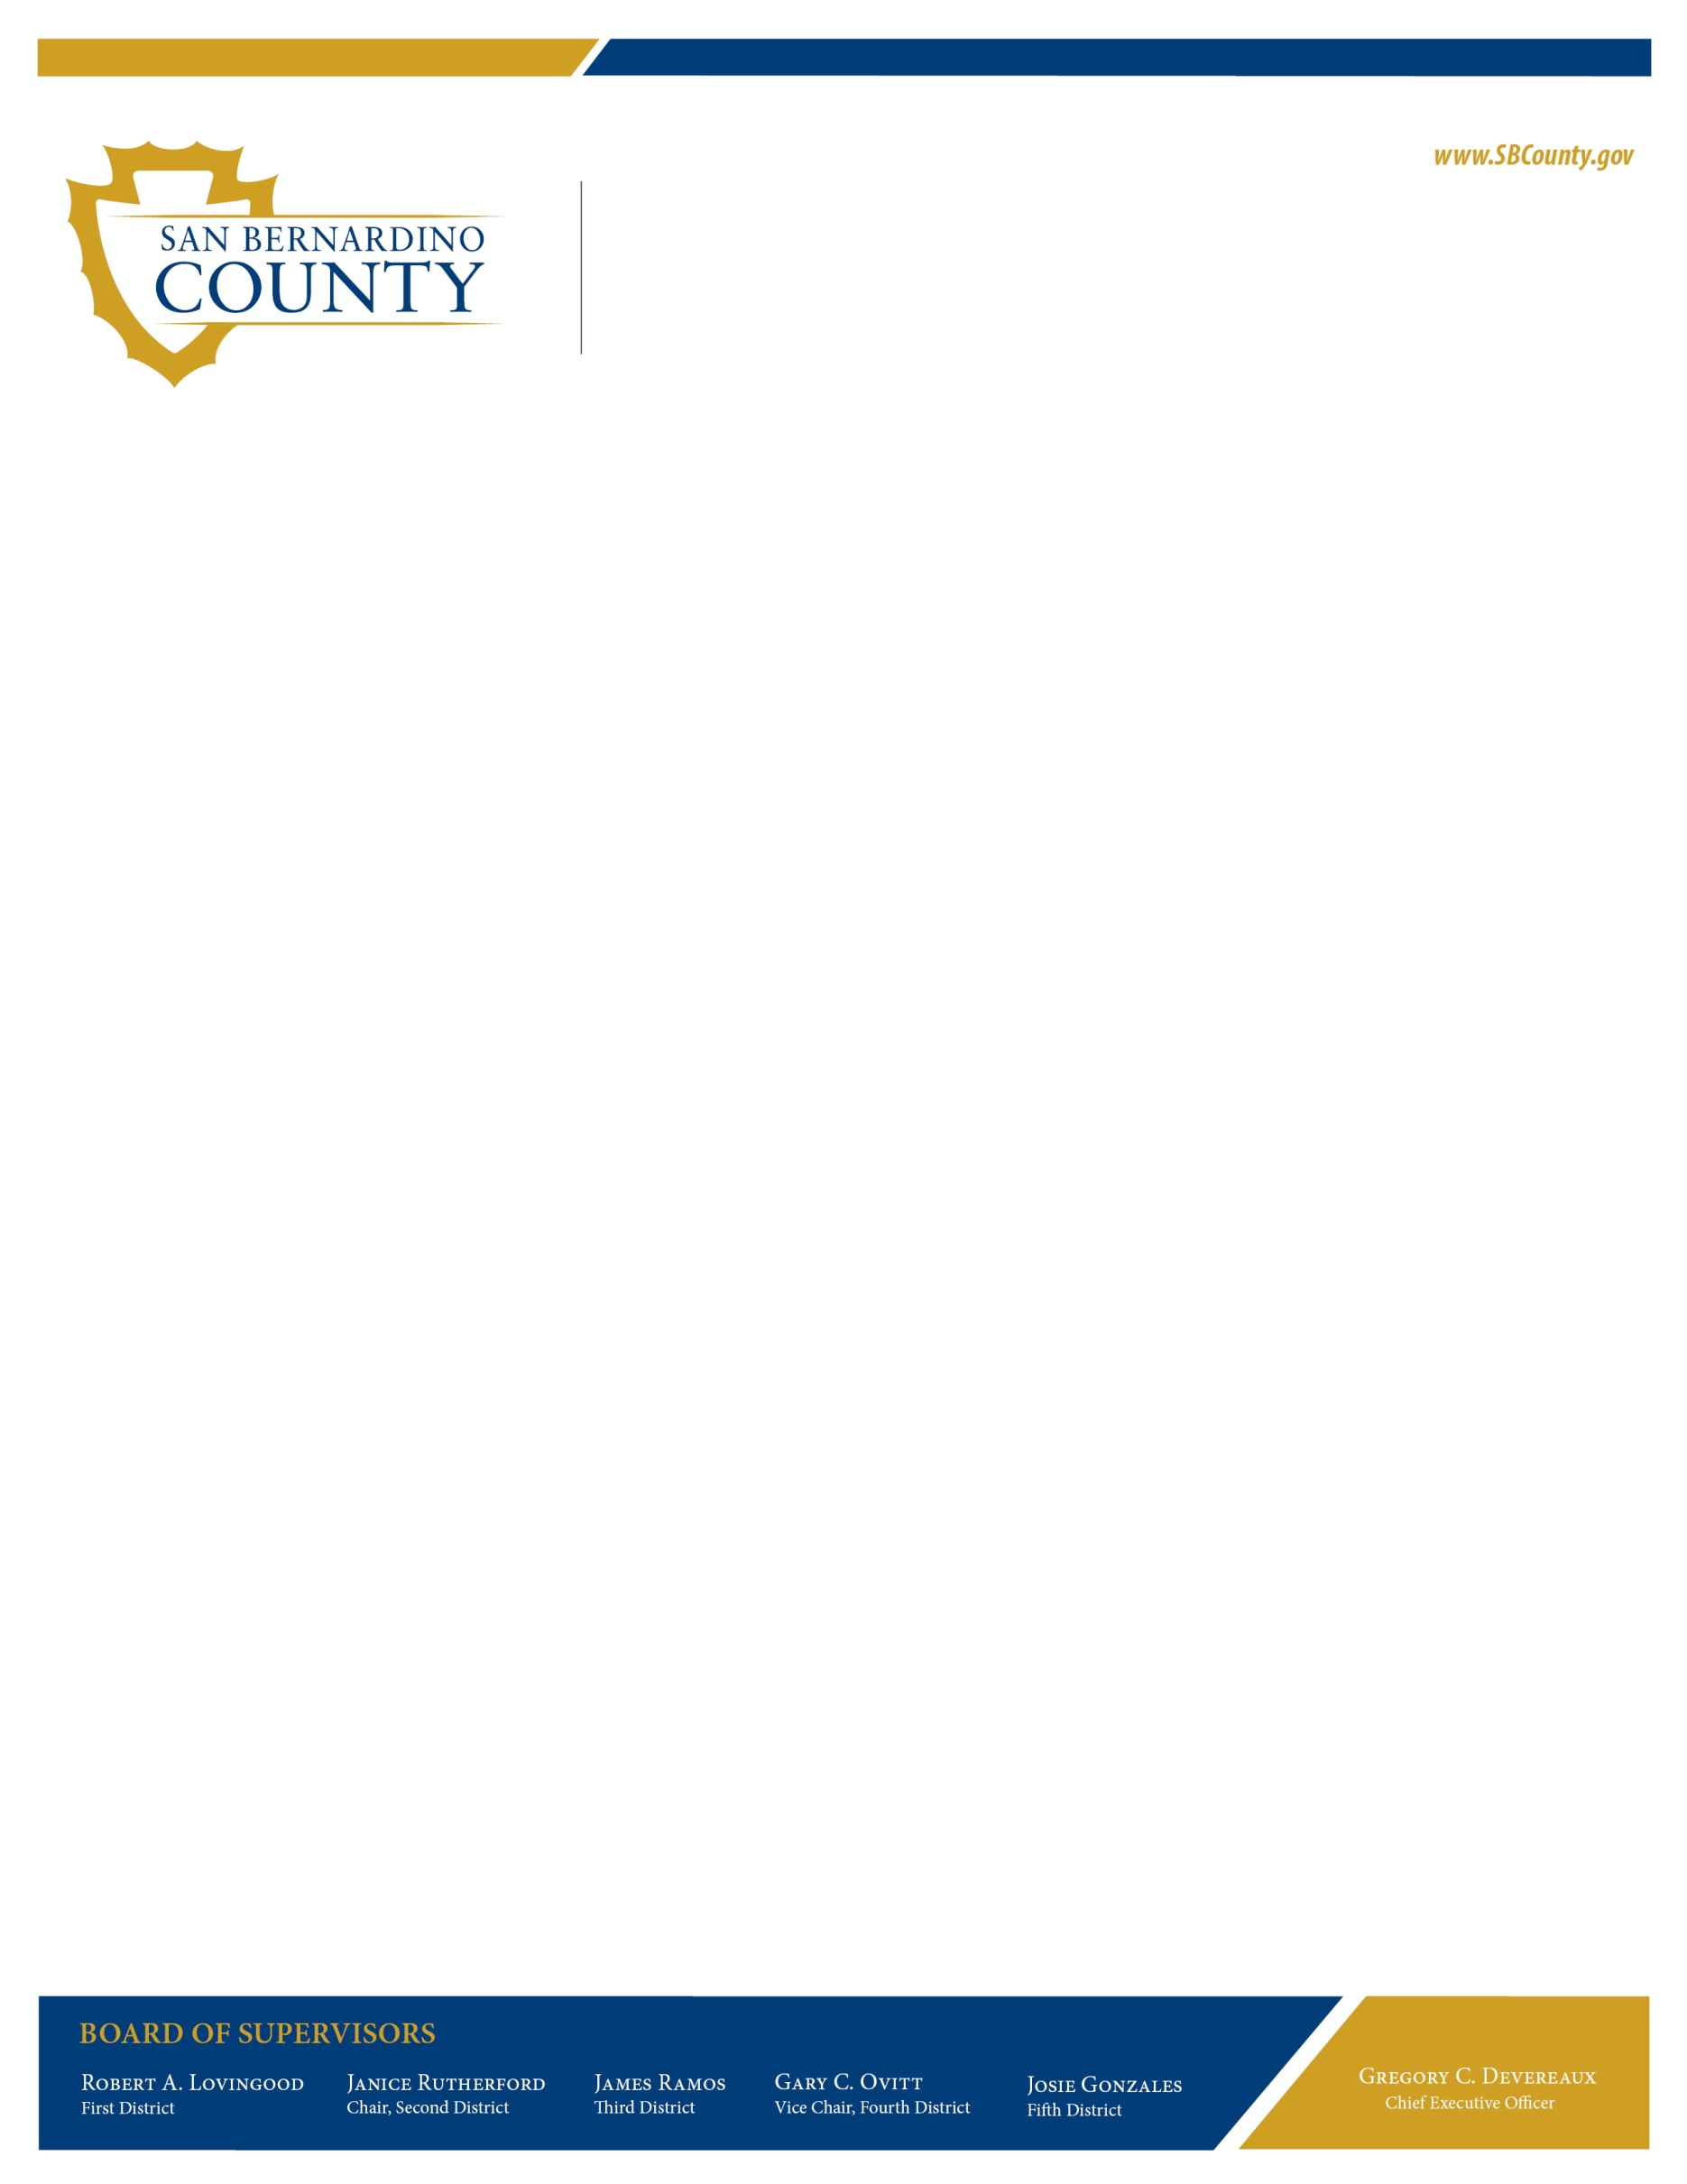 www.SBCounty.gov
SAN BERNARDINO
COUNTY
BOARD OF SUPERVISORS
Robert A. Lovingood
First District
Janice Rutherford
Chair, Second District
James Ramos
Third District
Gary C. Ovitt
Vice Chair, Fourth District
Josie Gonzales
Fifth District
Gregory C. Devereaux
Chief Executive Officer